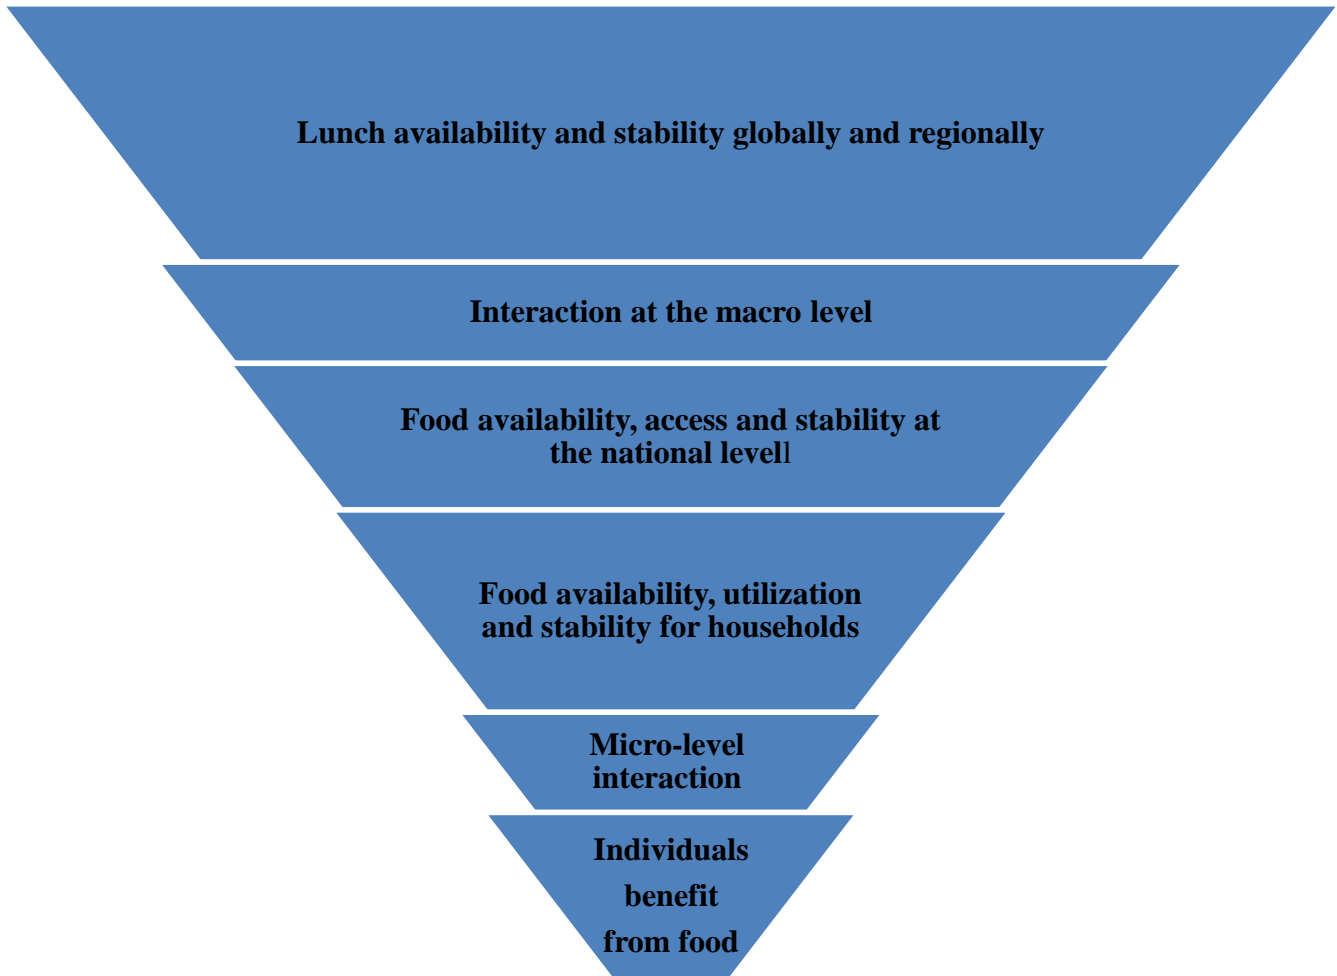 Lunch availability and stability globally and regionally
Interaction at the macro level
Food availability, access and stability at
the national levell
Food availability, utilization
and stability for households
Micro-level
interaction
Individuals
benefit
from food